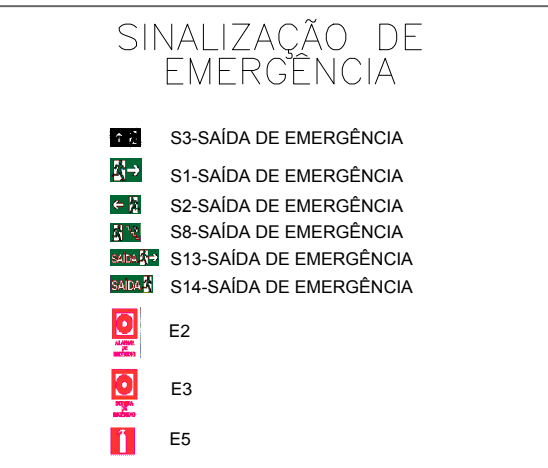 SINALIZAÇÃO DE
EMERGÊNCIA
S3-SAÍDA DE EMERGÊNCIA
S1-SAÍDA DE EMERGÊNCIA
S2-SAÍDA DE EMERGÊNCIA
S8-SAÍDA DE EMERGÊNCIA
SAÍDA S13-SAÍDA DE EMERGÊNCIA
SAÍDA S14-SAÍDA DE EMERGÊNCIA
E2
E3
E5